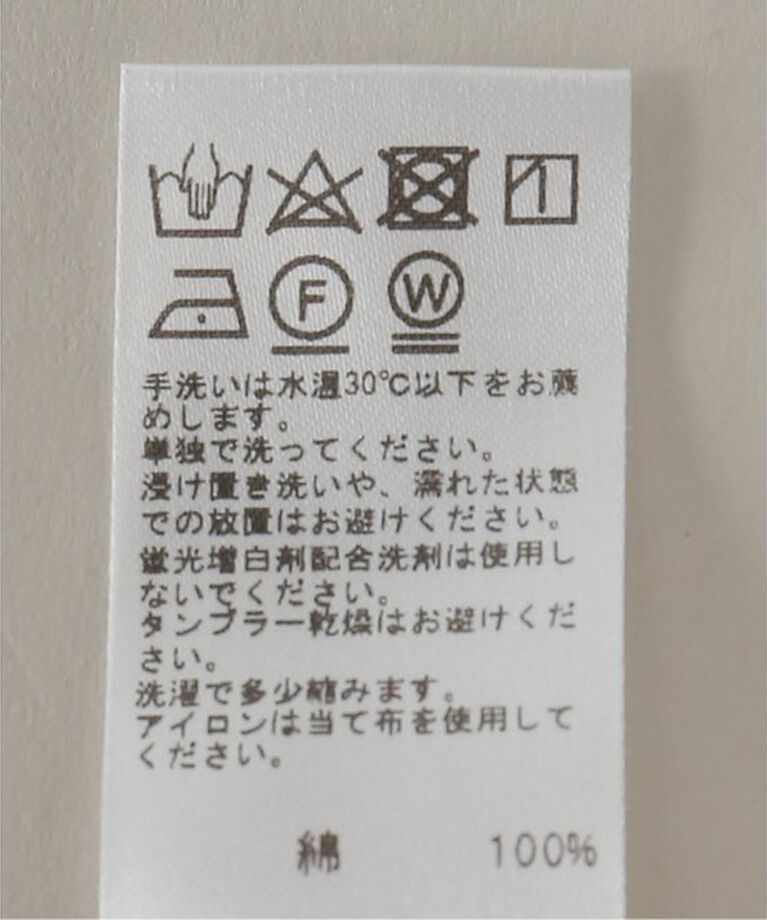 F
W
手洗いは水温30℃以下をお薦
めします。
単独で洗ってください。
浸け置き洗いや、濡れた状態
での放置はお避けください。
蛍光増白剤配合洗剤は使用し
ないでください。
タンブラー乾燥はお避けくだ
さい。
洗濯で多少縮みます。
アイロンは当て布を使用して
ください。
綿 100%